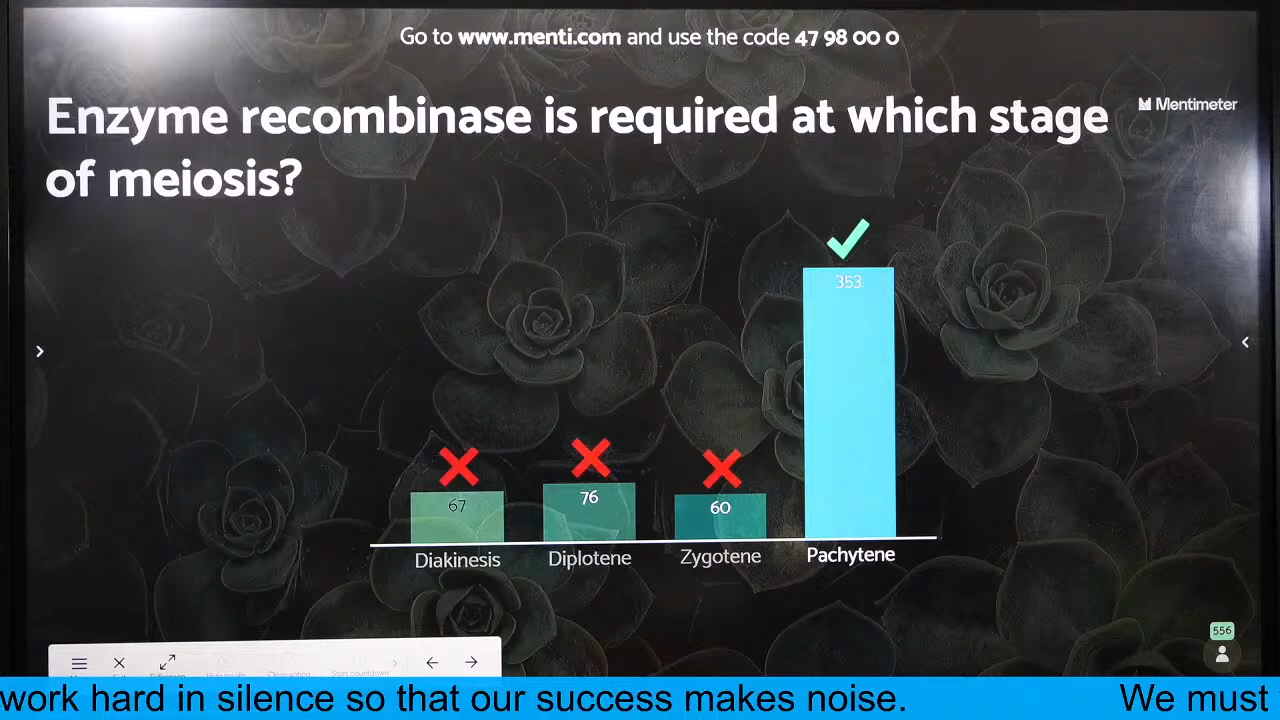 Go to www.menti.com and use the code 47 98 00 0
Enzyme recombinase is required at which stage
of meiosis?
Mentimeter
353
67
76
60
Diakinesis
Diplotene
Zygotene
Pachytene
556
Start countdown
work hard in silence so that our success makes noise. We must